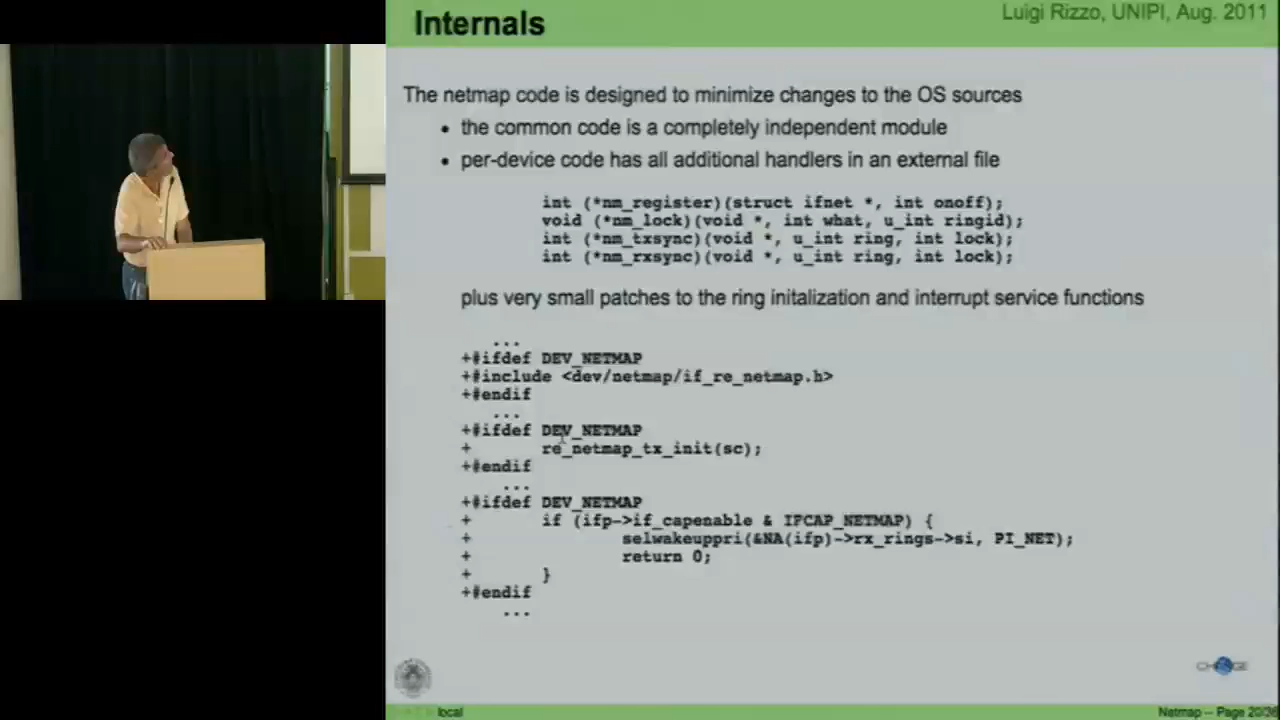 Internals
Luigi Rizzo, UNIPI, Aug. 2011
The netmap code is designed to minimize changes to the OS sources
• the common code is a completely independent module
• per-device code has all additional handlers in an external file
int (*nm_register)(struct ifnet *, int onoff);
void (*nm_lock)(void *, int what, u_int ringid);
int (*nm_txsync)(void *, u_int ring, int lock);
int (*nm_rxsync)(void *, u_int ring, int lock);
plus very small patches to the ring initalization and interrupt service functions
...
+#ifdef DEV_NETMAP
+#include <dev/netmap/if_re_netmap.h>
+#endif
...
+#ifdef DEV_NETMAP
+ re_netmap_tx_init(sc);
+#endif
...
+#ifdef DEV_NETMAP
+ if (ifp->if_capenable & IFCAP_NETMAP) {
+ selwakeuppri(&NA(ifp)->rx_rings->si, PI_NET);
+ return 0;
+ }
+#endif
...
local
Netmap -- Page 20/